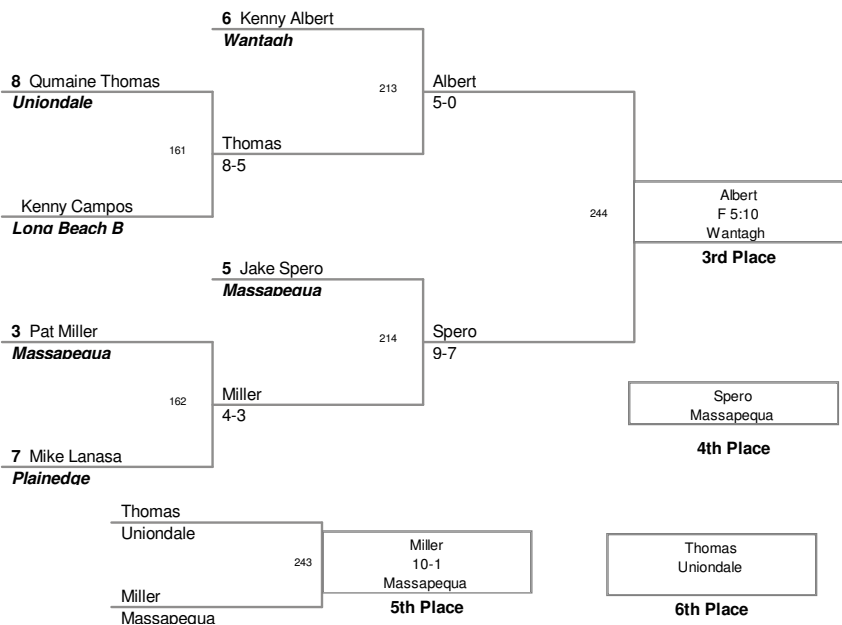 6 Kenny Albert
Wantagh
8 Qumaine Thomas
Uniondale
213
Albert
5-0
161
Thomas
8-5
Kenny Campos
Long Beach B
244
Albert
F 5:10
Wantagh
3rd Place
5 Jake Spero
Massapequa
3 Pat Miller
Massapequa
214
Spero
9-7
162
Miller
4-3
Spero
Massapequa
4th Place
7 Mike Lanasa
Plainedge
Thomas
Uniondale
243
Miller
10-1
Massapequa
5th Place
Miller
Massapequa
Thomas
Uniondale
6th Place